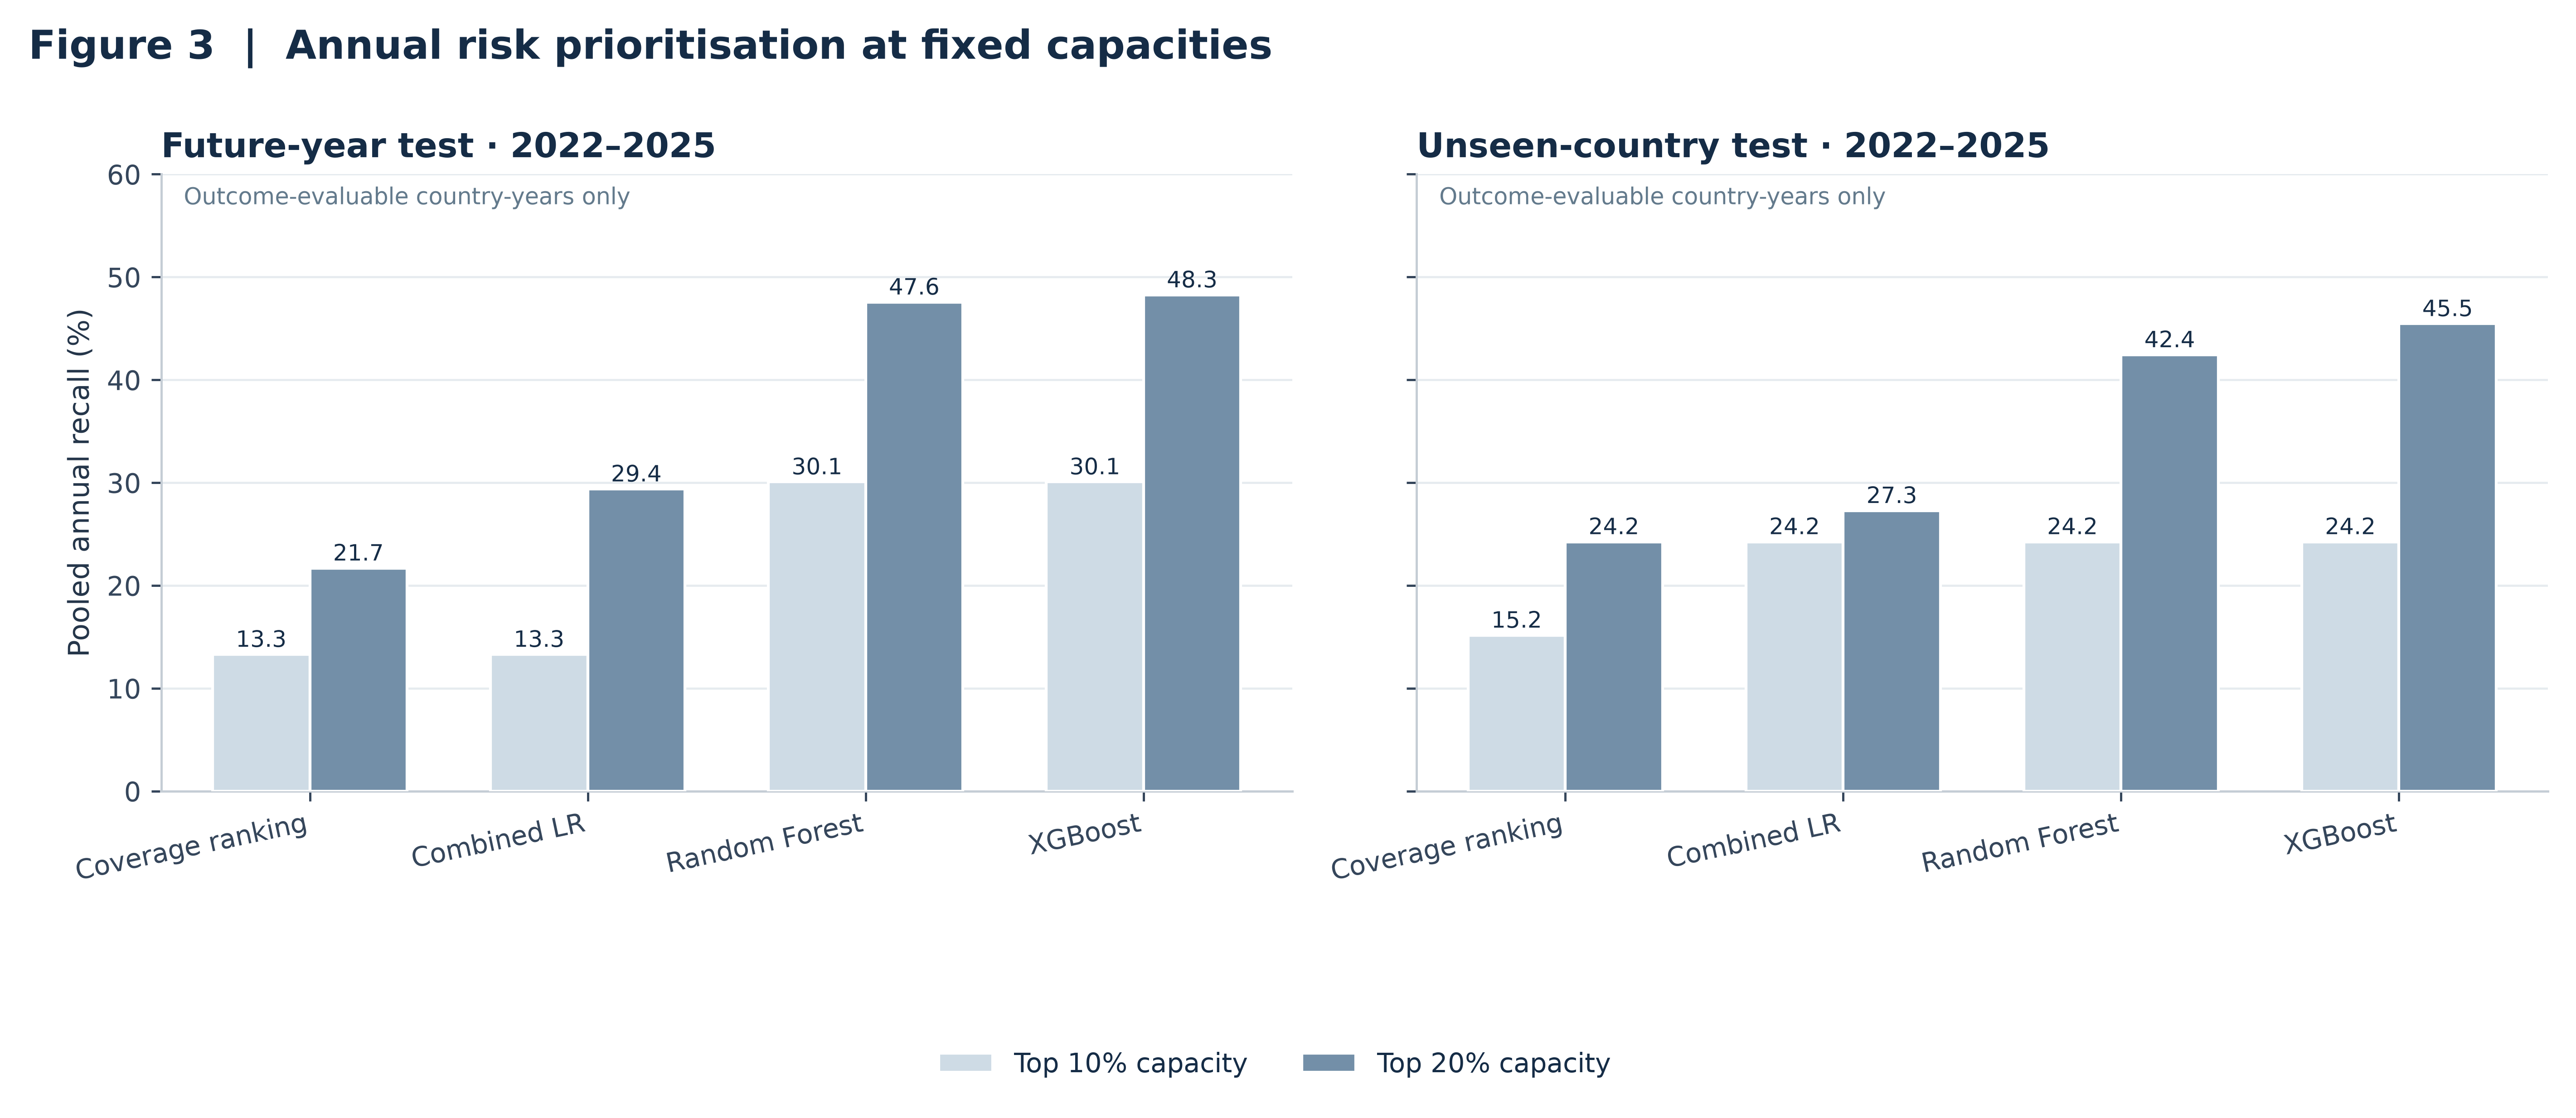 Figure 3 | Annual risk prioritisation at fixed capacities
Future-year test · 2022–2025
Outcome-evaluable country-years only
Pooled annual recall (%)
60
50
40
30
20
10
0
13.3
21.7
13.3
29.4
30.1
47.6
30.1
48.3
Coverage ranking
Combined LR
Random Forest
XGBoost
Unseen-country test · 2022–2025
Outcome-evaluable country-years only
15.2
24.2
24.2
27.3
24.2
42.4
24.2
45.5
Coverage ranking
Combined LR
Random Forest
XGBoost
Top 10% capacity
Top 20% capacity